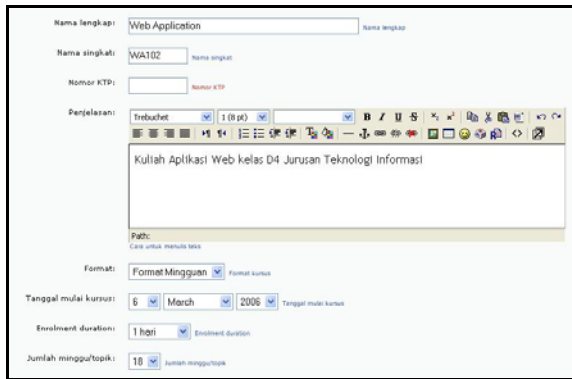 Nama lengkap: Web Application Nama lengkap
Nama singkat: WA102 Nama singkat
Nomor KTP: Nomor KTP
Penjelasan: Trebuchet 1 (8 pt) B I U S
Kuliah Aplikasi Web kelas D4 Jurusan Teknologi Informasi
Path:
Cara untuk menulis teks
Format: Format Mingguan Format kursus
Tanggal mulai kursus: 6 March 2006 Tanggal mulai kursus
Enrolment duration: 1 hari Enrolment duration
Jumlah minggu/topik: 18 Jumlah minggu/topik